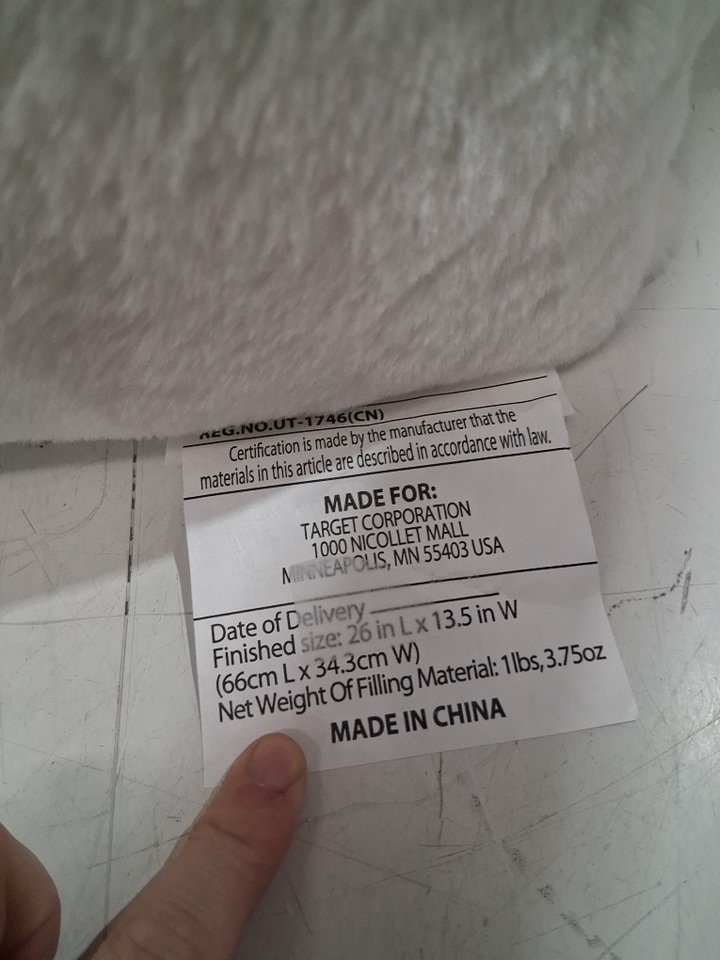 REG.NO.UT-1746(CN)
Certification is made by the manufacturer that the
materials in this article are described in accordance with law.
MADE FOR:
TARGET CORPORATION
1000 NICOLLET MALL
MINNEAPOLIS, MN 55403 USA
Date of Delivery
Finished size: 26 in L x 13.5 in W
(66cm L x 34.3cm W)
Net Weight Of Filling Material: 1lbs,3.75oz
MADE IN CHINA